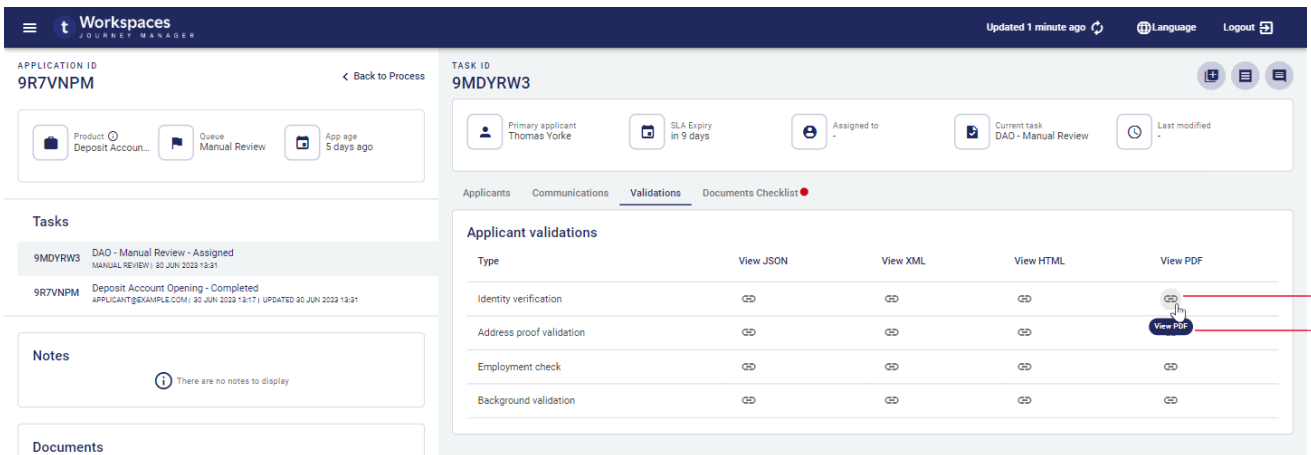 t Workspaces
JOURNEY MANAGER
Updated 1 minute ago
Language
Logout
APPLICATION ID
9R7VNPM
Back to Process
Product
Deposit Accoun...
Queue
Manual Review
App age
5 days ago
Tasks
9MDYRW3
DAO - Manual Review - Assigned
MANUAL REVIEW | 30 JUN 2023 13:31
9R7VNPM
Deposit Account Opening - Completed
APPLICANT@EXAMPLE.COM | 30 JUN 2023 13:17 | UPDATED 30 JUN 2023 13:31
Notes
There are no notes to display
Documents
TASK ID
9MDYRW3
Primary applicant
Thomas Yorke
SLA Expiry
in 9 days
Assigned to
-
Current task
DAO - Manual Review
Last modified
-
Applicants Communications Validations Documents Checklist
Applicant validations
Type View JSON View XML View HTML View PDF
Identity verification
Address proof validation
View PDF
Employment check
Background validation